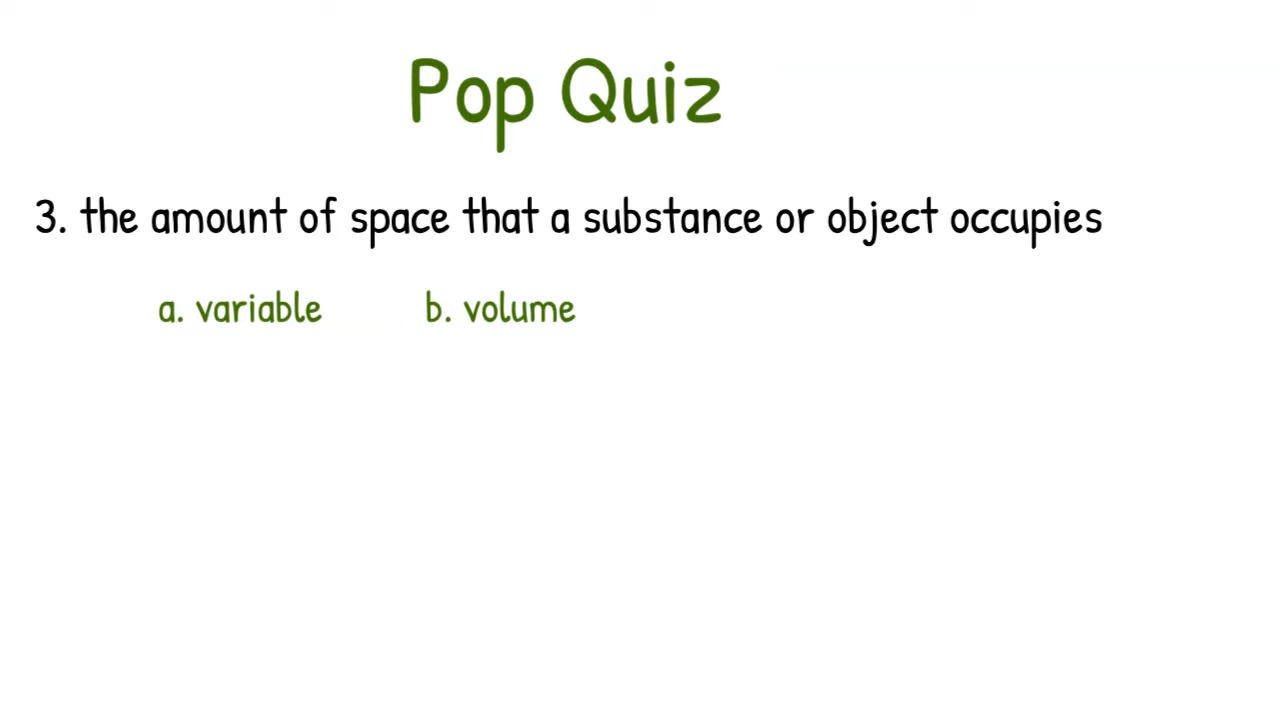 Pop Quiz
3. the amount of space that a substance or object occupies
a. variable b. volume